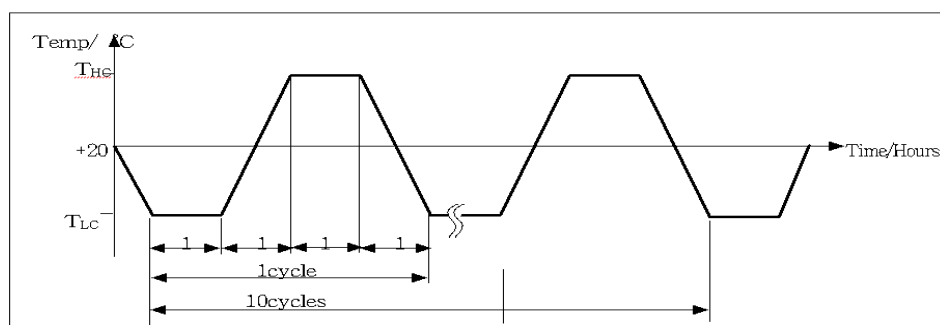 Temp/ °C
THC
+20
Time/Hours
TLC
1 1 1 1
1cycle
10cycles